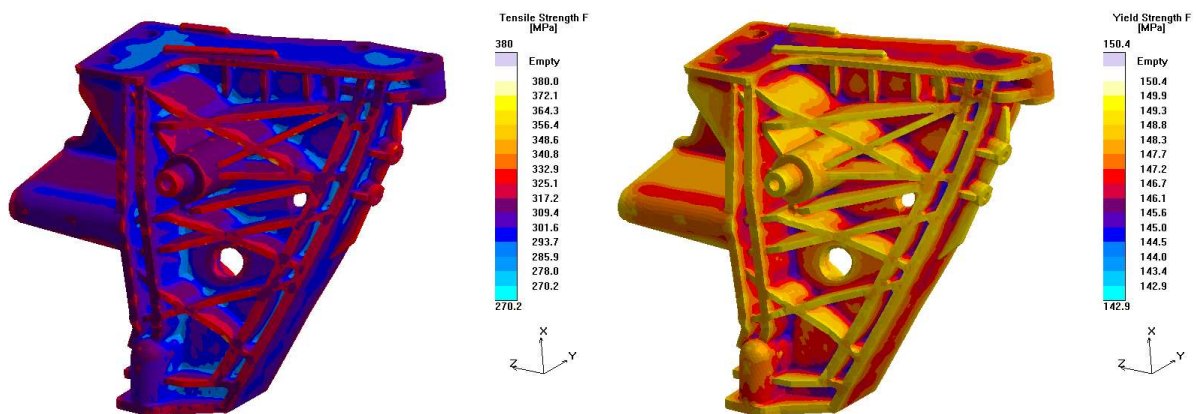 Tensile Strength F
[MPa]
380
Empty
380.0
372.1
364.3
356.4
348.6
340.8
332.9
325.1
317.2
309.4
301.6
293.7
285.9
278.0
270.2
270.2
X
Z
Y
Yield Strength F
[MPa]
150.4
Empty
150.4
149.9
149.3
148.8
148.3
147.7
147.2
146.7
146.1
145.6
145.0
144.5
144.0
143.4
142.9
142.9
X
Z
Y